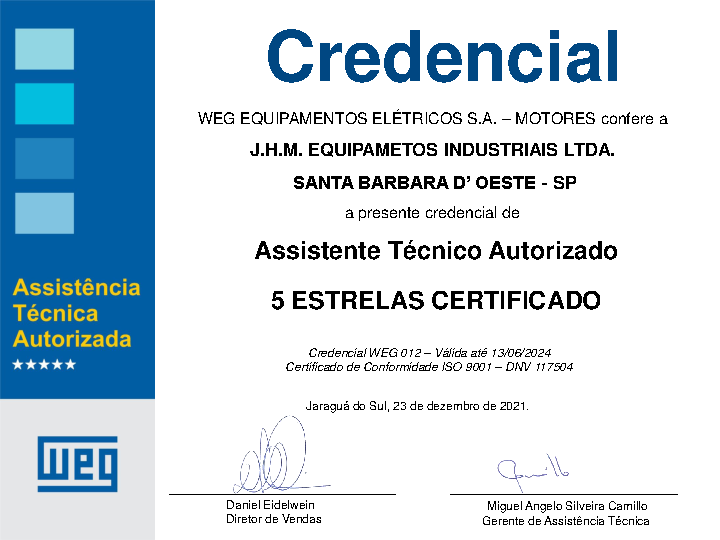 Credencial
WEG EQUIPAMENTOS ELÉTRICOS S.A. – MOTORES confere a
J.H.M. EQUIPAMETOS INDUSTRIAIS LTDA.
SANTA BARBARA D' OESTE - SP
a presente credencial de
Assistente Técnico Autorizado
5 ESTRELAS CERTIFICADO
Assistência
Técnica
Autorizada
Credencial WEG 012 – Válida até 13/06/2024
Certificado de Conformidade ISO 9001 – DNV 117504
Jaraguá do Sul, 23 de dezembro de 2021.
weg
Daniel Eidelwein
Diretor de Vendas
Miguel Angelo Silveira Camillo
Gerente de Assistência Técnica